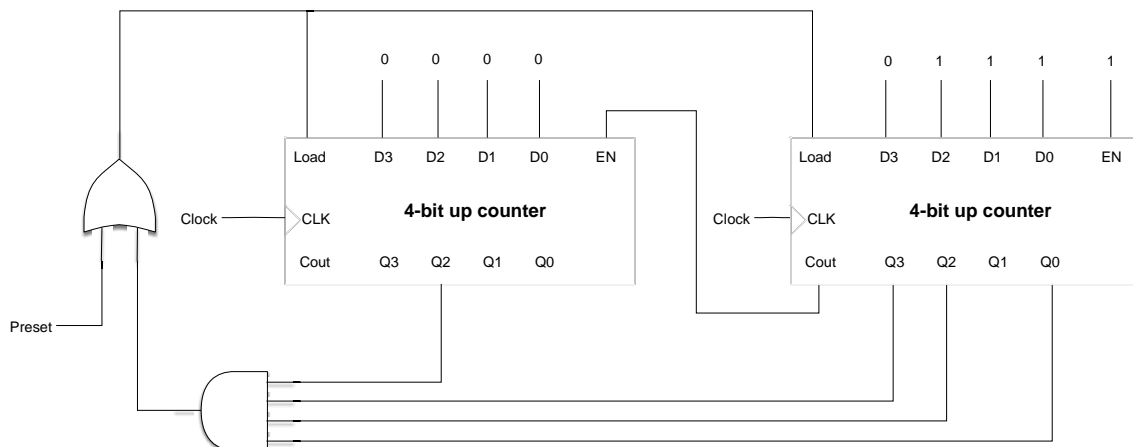 0 0 0 0
0 1 1 1 1
Load D3 D2 D1 D0 EN
Load D3 D2 D1 D0 EN
4-bit up counter
4-bit up counter
Clock
CLK
Clock
CLK
Cout Q3 Q2 Q1 Q0
Cout Q3 Q2 Q1 Q0
Preset